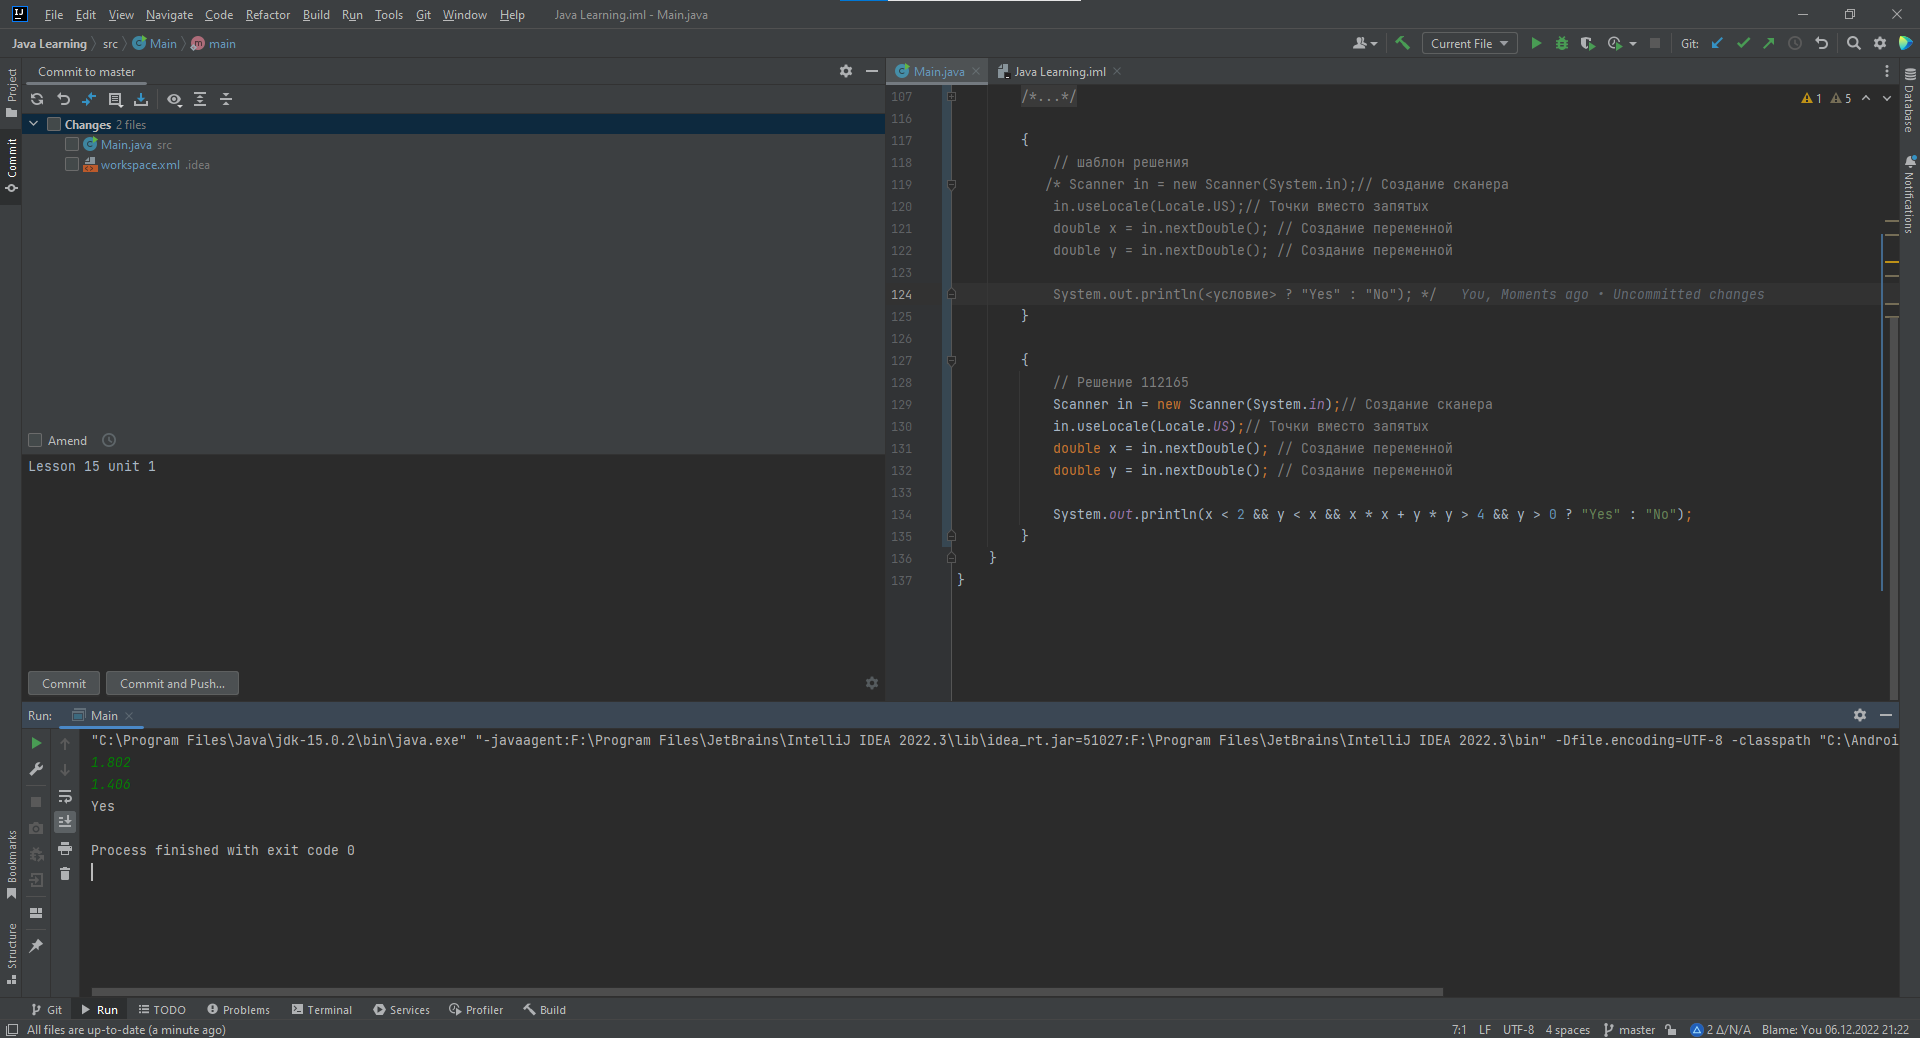 File Edit View Navigate Code Refactor Build Run Tools Git Window Help Java Learning.iml - Main.java
Java Learning src Main main Current File Git:
Project
Commit
Bookmarks
Structure
Commit to master
Changes 2 files
Main.java src
workspace.xml .idea
Amend
Lesson 15 unit 1
Commit Commit and Push...
Main.java Java Learning.iml
1 5
Database
Notifications
107 /*...*/
116
117 {
118 // шаблон решения
119 /* Scanner in = new Scanner(System.in);// Создание сканера
120 in.useLocale(Locale.US);// Точки вместо запятых
121 double x = in.nextDouble(); // Создание переменной
122 double y = in.nextDouble(); // Создание переменной
123
124 System.out.println(<условие> ? "Yes" : "No"); */ You, Moments ago • Uncommitted changes
125 }
126
127 {
128 // Решение 112165
129 Scanner in = new Scanner(System.in);// Создание сканера
130 in.useLocale(Locale.US);// Точки вместо запятых
131 double x = in.nextDouble(); // Создание переменной
132 double y = in.nextDouble(); // Создание переменной
133
134 System.out.println(x < 2 && y < x && x * x + y * y > 4 && y > 0 ? "Yes" : "No");
135 }
136 }
137 }
Run: Main
"C:\Program Files\Java\jdk-15.0.2\bin\java.exe" "-javaagent:F:\Program Files\JetBrains\IntelliJ IDEA 2022.3\lib\idea_rt.jar=51027:F:\Program Files\JetBrains\IntelliJ IDEA 2022.3\bin" -Dfile.encoding=UTF-8 -classpath "C:\Androi
1.802
1.406
Yes
Process finished with exit code 0
Git Run TODO Problems Terminal Services Profiler Build
All files are up-to-date (a minute ago) 7:1 LF UTF-8 4 spaces master 2 Δ/N/A Blame: You 06.12.2022 21:22